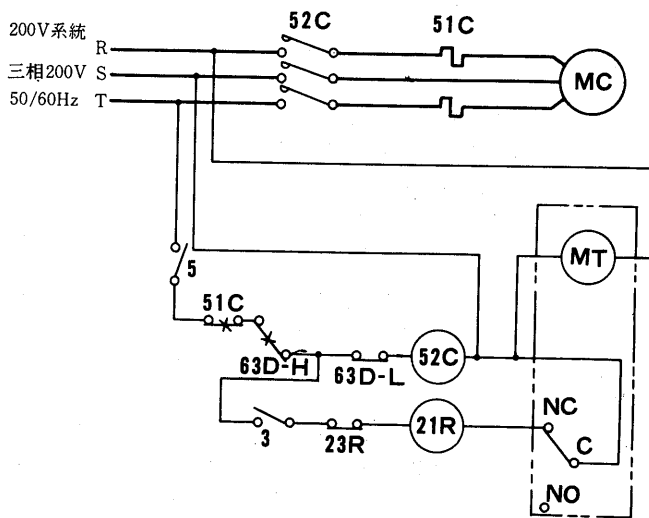 200V系統
R
三相200V S
50/60Hz T
52C
51C
MC
5
51C
63D-H
63D-L
52C
MT
3
23R
21R
NC
C
NO